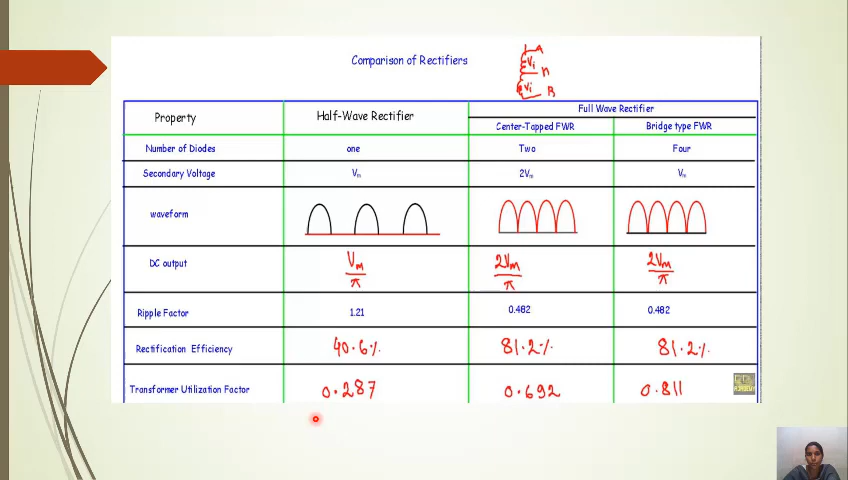 Comparison of Rectifiers
A
Vi
n
Vi
B
Property
Half-Wave Rectifier
Full Wave Rectifier
Center-Tapped FWR
Bridge type FWR
Number of Diodes one Two Four
Secondary Voltage Vm 2Vm Vm
waveform
DC output Vm/π 2Vm/π 2Vm/π
Ripple Factor 1.21 0.482 0.482
Rectification Efficiency 40.6% 81.2% 81.2%
Transformer Utilization Factor 0.287 0.692 0.811